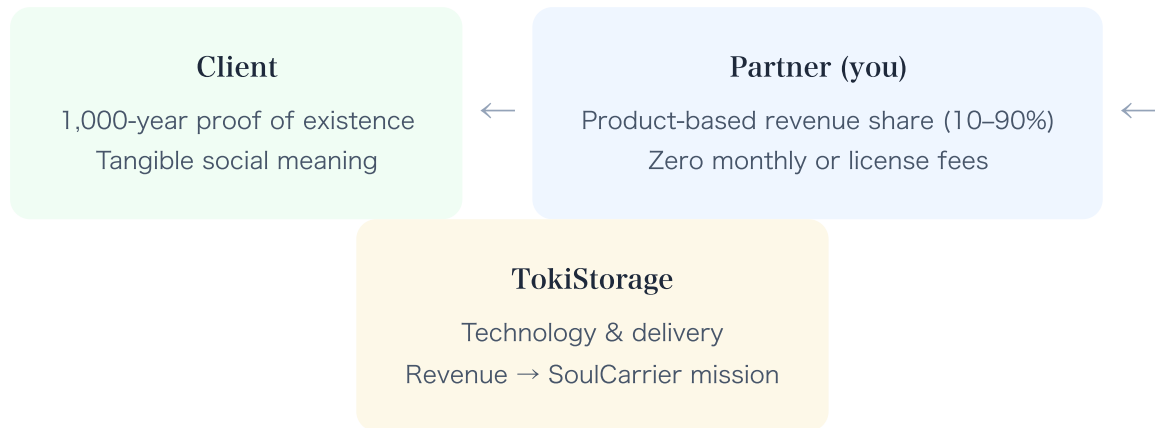 Client
1,000-year proof of existence
Tangible social meaning
←
Partner (you)
Product-based revenue share (10–90%)
Zero monthly or license fees
←
TokiStorage
Technology & delivery
Revenue → SoulCarrier mission